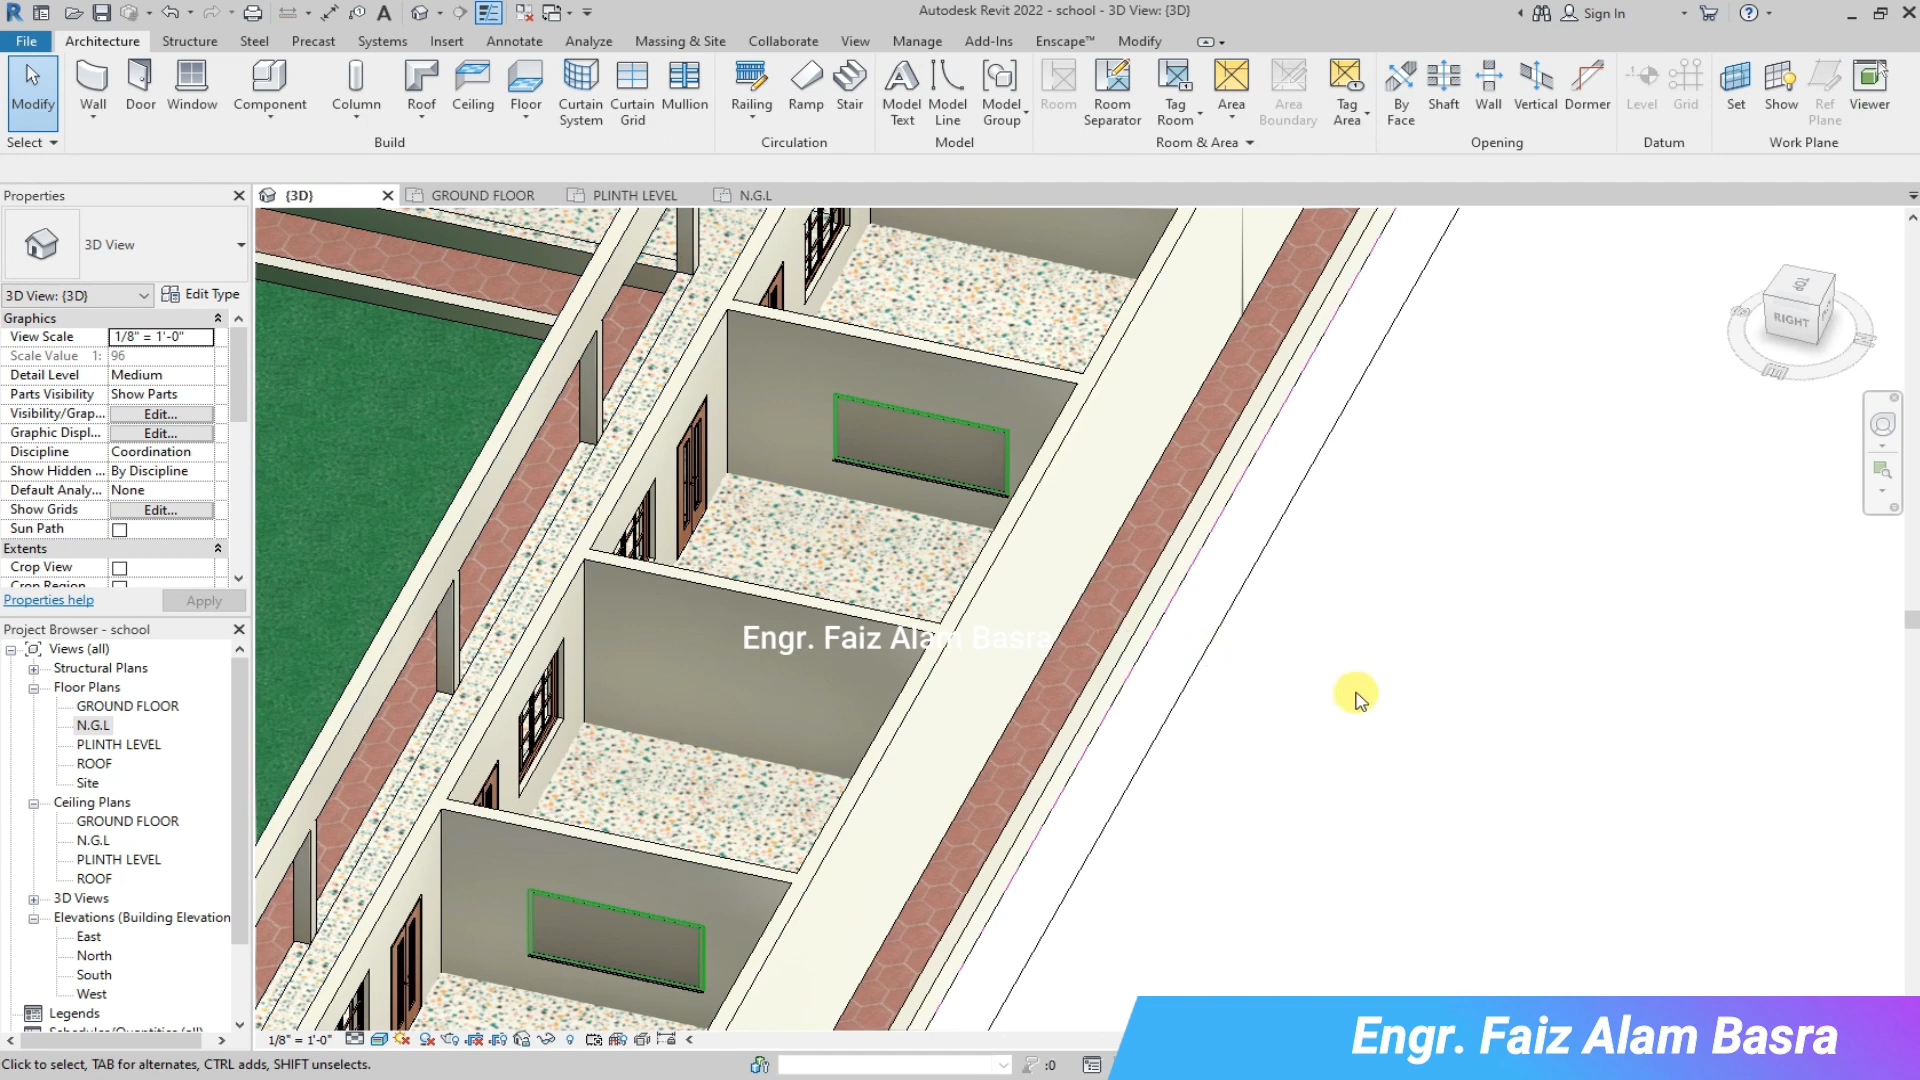 Autodesk Revit 2022 - school - 3D View: {3D}
Sign In
File Architecture Structure Steel Precast Systems Insert Annotate Analyze Massing & Site Collaborate View Manage Add-Ins Enscape™ Modify
Modify Wall Door Window Component Column Roof Ceiling Floor Curtain System Curtain Grid Mullion Railing Ramp Stair Model Text Model Line Model Group Room Room Separator Tag Room Area Area Boundary Tag Area By Face Shaft Wall Vertical Dormer Level Grid Set Show Ref Plane Viewer
Select Build Circulation Model Room & Area Opening Datum Work Plane
Properties
{3D} GROUND FLOOR PLINTH LEVEL N.G.L
3D View
3D View: {3D} Edit Type
Graphics
View Scale 1/8" = 1'-0"
Scale Value 1: 96
Detail Level Medium
Parts Visibility Show Parts
Visibility/Grap... Edit...
Graphic Displ... Edit...
Discipline Coordination
Show Hidden ... By Discipline
Default Analy... None
Show Grids Edit...
Sun Path
Extents
Crop View
Crop Region
Properties help Apply
Project Browser - school
Views (all)
Structural Plans
Floor Plans
GROUND FLOOR
N.G.L
PLINTH LEVEL
ROOF
Site
Ceiling Plans
GROUND FLOOR
N.G.L
PLINTH LEVEL
ROOF
3D Views
Elevations (Building Elevation
East
North
South
West
Legends
Schedules/Quantities (all)
TOP
RIGHT
Engr. Faiz Alam Basra
1/8" = 1'-0"
Click to select, TAB for alternates, CTRL adds, SHIFT unselects.
:0
Engr. Faiz Alam Basra